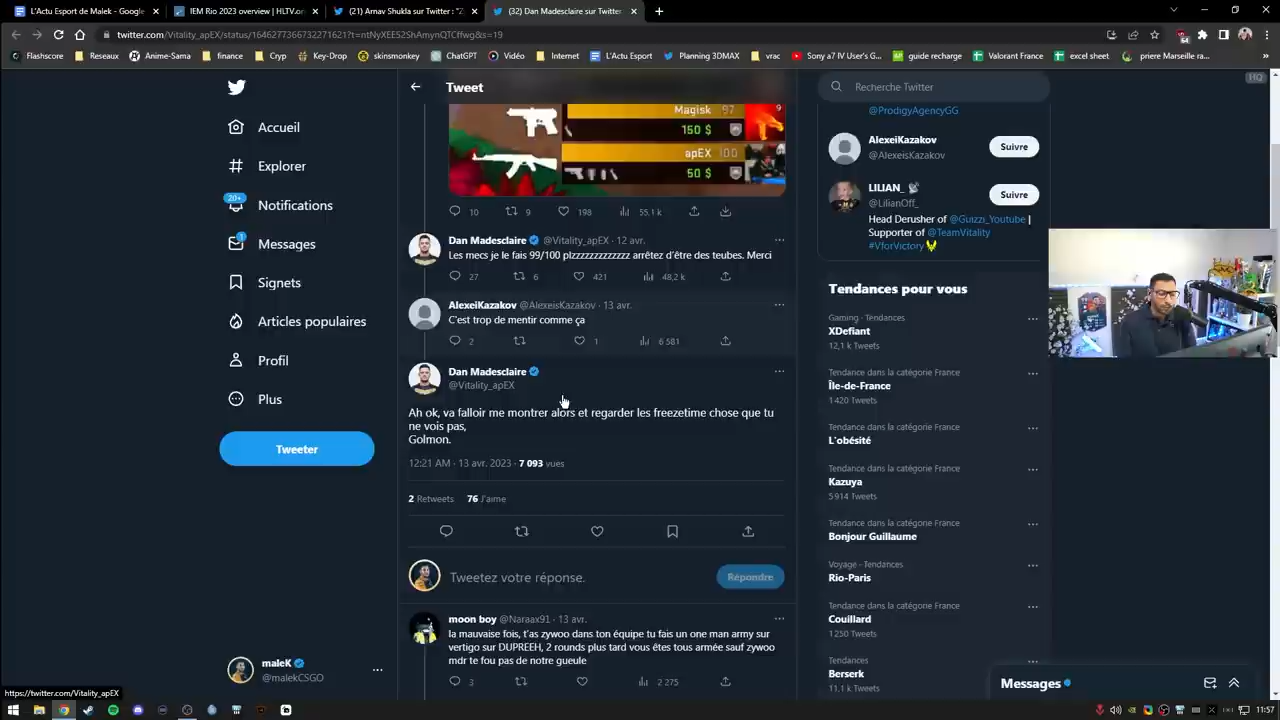 L'Actu Esport de Malek - Google
IEM Rio 2023 overview | HLTV.or
(21) Arnav Shukla sur Twitter : "2
(32) Dan Madesclaire sur Twitter
twitter.com/Vitality_apEX/status/1646277366732271621?t=ntNyXEE52ShAmynQTCffwg&s=19
Flashscore
Reseaux
Anime-Sama
finance
Cryp
Key-Drop
skinsmonkey
ChatGPT
Vidéo
Internet
L'Actu Esport
Planning 3DMAX
vrac
Sony a7 IV User's G...
guide recharge
Valorant France
excel sheet
priere Marseille ra...
HQ
Tweet
Recherche Twitter
Accueil
Explorer
20+
Notifications
1
Messages
Signets
Articles populaires
Profil
Plus
Tweeter
maleK
@malekCSGO
Magisk 97
9
150 $
apEX 100
50 $
10
9
198
55,1 k
Dan Madesclaire @Vitality_apEX · 12 avr.
Les mecs je le fais 99/100 plzzzzzzzzzzzz arrêtez d'être des teubes. Merci
27
6
421
48,2 k
AlexeiKazakov @AlexeisKazakov · 13 avr.
C'est trop de mentir comme ça
2
1
6 581
Dan Madesclaire
@Vitality_apEX
Ah ok, va falloir me montrer alors et regarder les freezetime chose que tu
ne vois pas,
Golmon.
12:21 AM · 13 avr. 2023 · 7 093 vues
2 Retweets 76 J'aime
Tweetez votre réponse.
Répondre
moon boy @Naraax91 · 13 avr.
la mauvaise fois, t'as zywoo dans ton équipe tu fais un one man army sur
vertigo sur DUPREEH, 2 rounds plus tard vous êtes tous armée sauf zywoo
mdr te fou pas de notre gueule
3
2 275
@ProdigyAgencyGG
AlexeiKazakov
@AlexeisKazakov
Suivre
LILIAN_
@LilianOff_
Suivre
Head Derusher of @Guizzi_Youtube |
Supporter of @TeamVitality
#VforVictory
Tendances pour vous
Gaming · Tendances
XDefiant
12,1 k Tweets
Tendance dans la catégorie France
Île-de-France
1 420 Tweets
Tendance dans la catégorie France
L'obésité
Tendance dans la catégorie France
Kazuya
5 914 Tweets
Tendance dans la catégorie France
Bonjour Guillaume
Voyage · Tendances
Rio-Paris
Tendance dans la catégorie France
Couillard
1 250 Tweets
Tendances
Berserk
11,1 k Tweets
Messages
https://twitter.com/Vitality_apEX
11:57